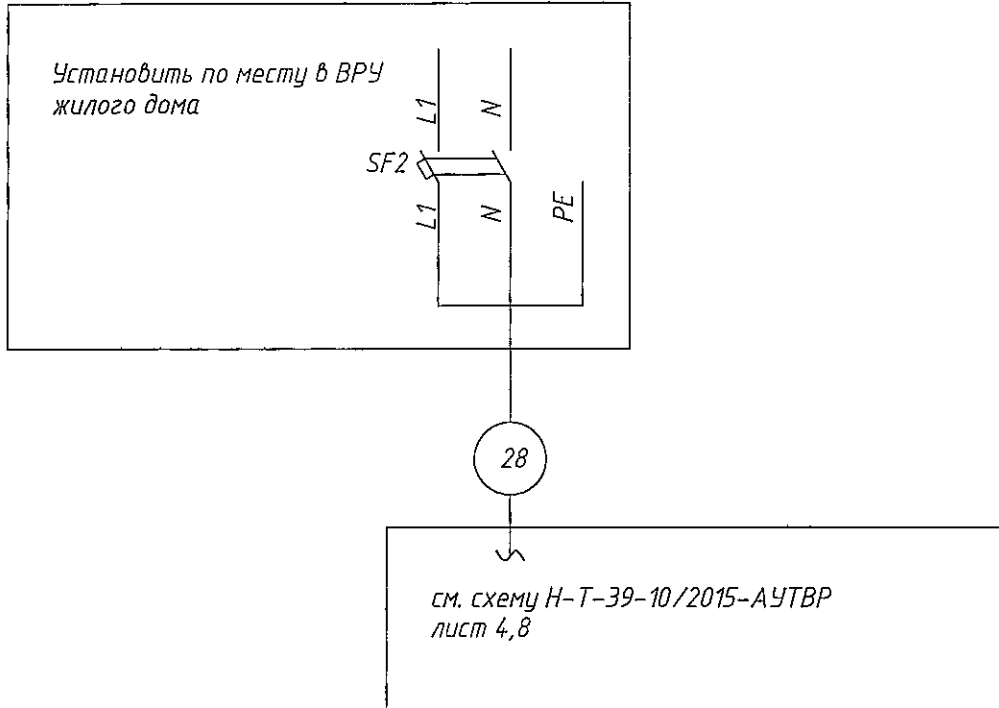 Установить по месту в ВРУ
жилого дома
L1
N
SF2
L1
N
PE
28
см. схему Н-Т-39-10/2015-АУТВР
лист 4,8